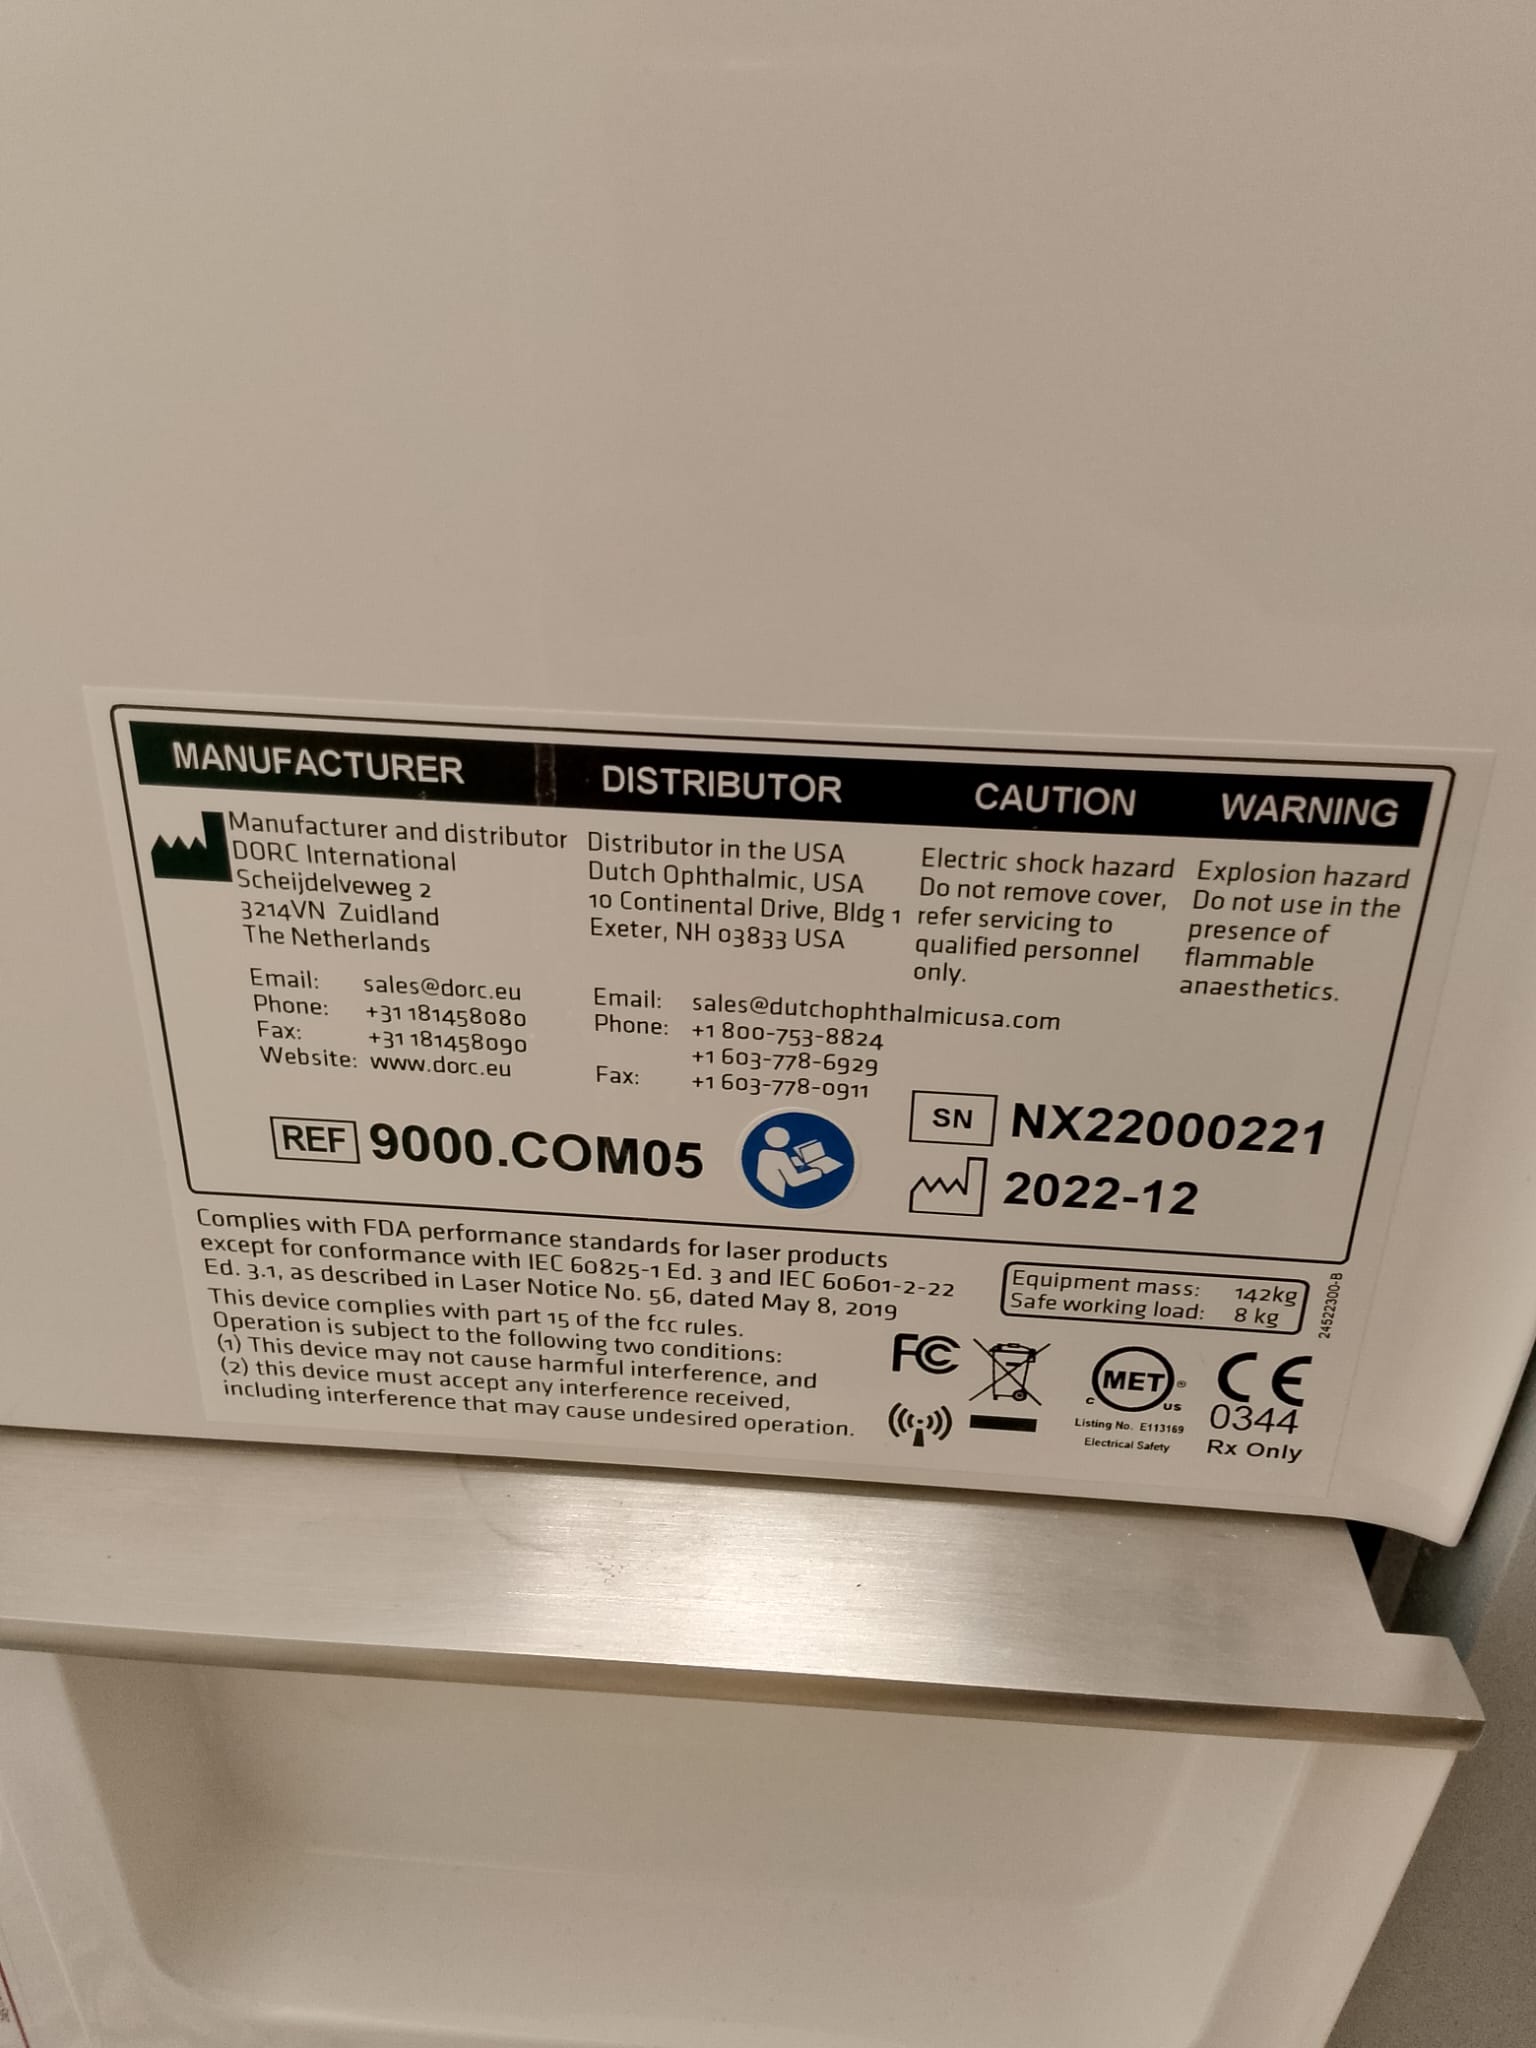 MANUFACTURER
Manufacturer and distributor
DORC International
Scheijdelveweg 2
3214VN Zuidland
The Netherlands
Email: sales@dorc.eu
Phone: +31 181458080
Fax: +31 181458090
Website: www.dorc.eu
DISTRIBUTOR
Distributor in the USA
Dutch Ophthalmic, USA
10 Continental Drive, Bldg 1
Exeter, NH 03833 USA
Email: sales@dutchophthalmicusa.com
Phone: +1 800-753-8824
+1 603-778-6929
Fax: +1 603-778-0911
CAUTION
Electric shock hazard
Do not remove cover,
refer servicing to
qualified personnel
only.
WARNING
Explosion hazard
Do not use in the
presence of
flammable
anaesthetics.
REF 9000.COM05
SN NX22000221
2022-12
Complies with FDA performance standards for laser products
except for conformance with IEC 60825-1 Ed. 3 and IEC 60601-2-22
Ed. 3.1, as described in Laser Notice No. 56, dated May 8, 2019
This device complies with part 15 of the fcc rules.
Operation is subject to the following two conditions:
(1) This device may not cause harmful interference, and
(2) this device must accept any interference received,
including interference that may cause undesired operation.
Equipment mass: 142kg
Safe working load: 8 kg
24522300-B
FC
c MET ® us
Listing No. E113169
Electrical Safety
CE
0344
Rx Only